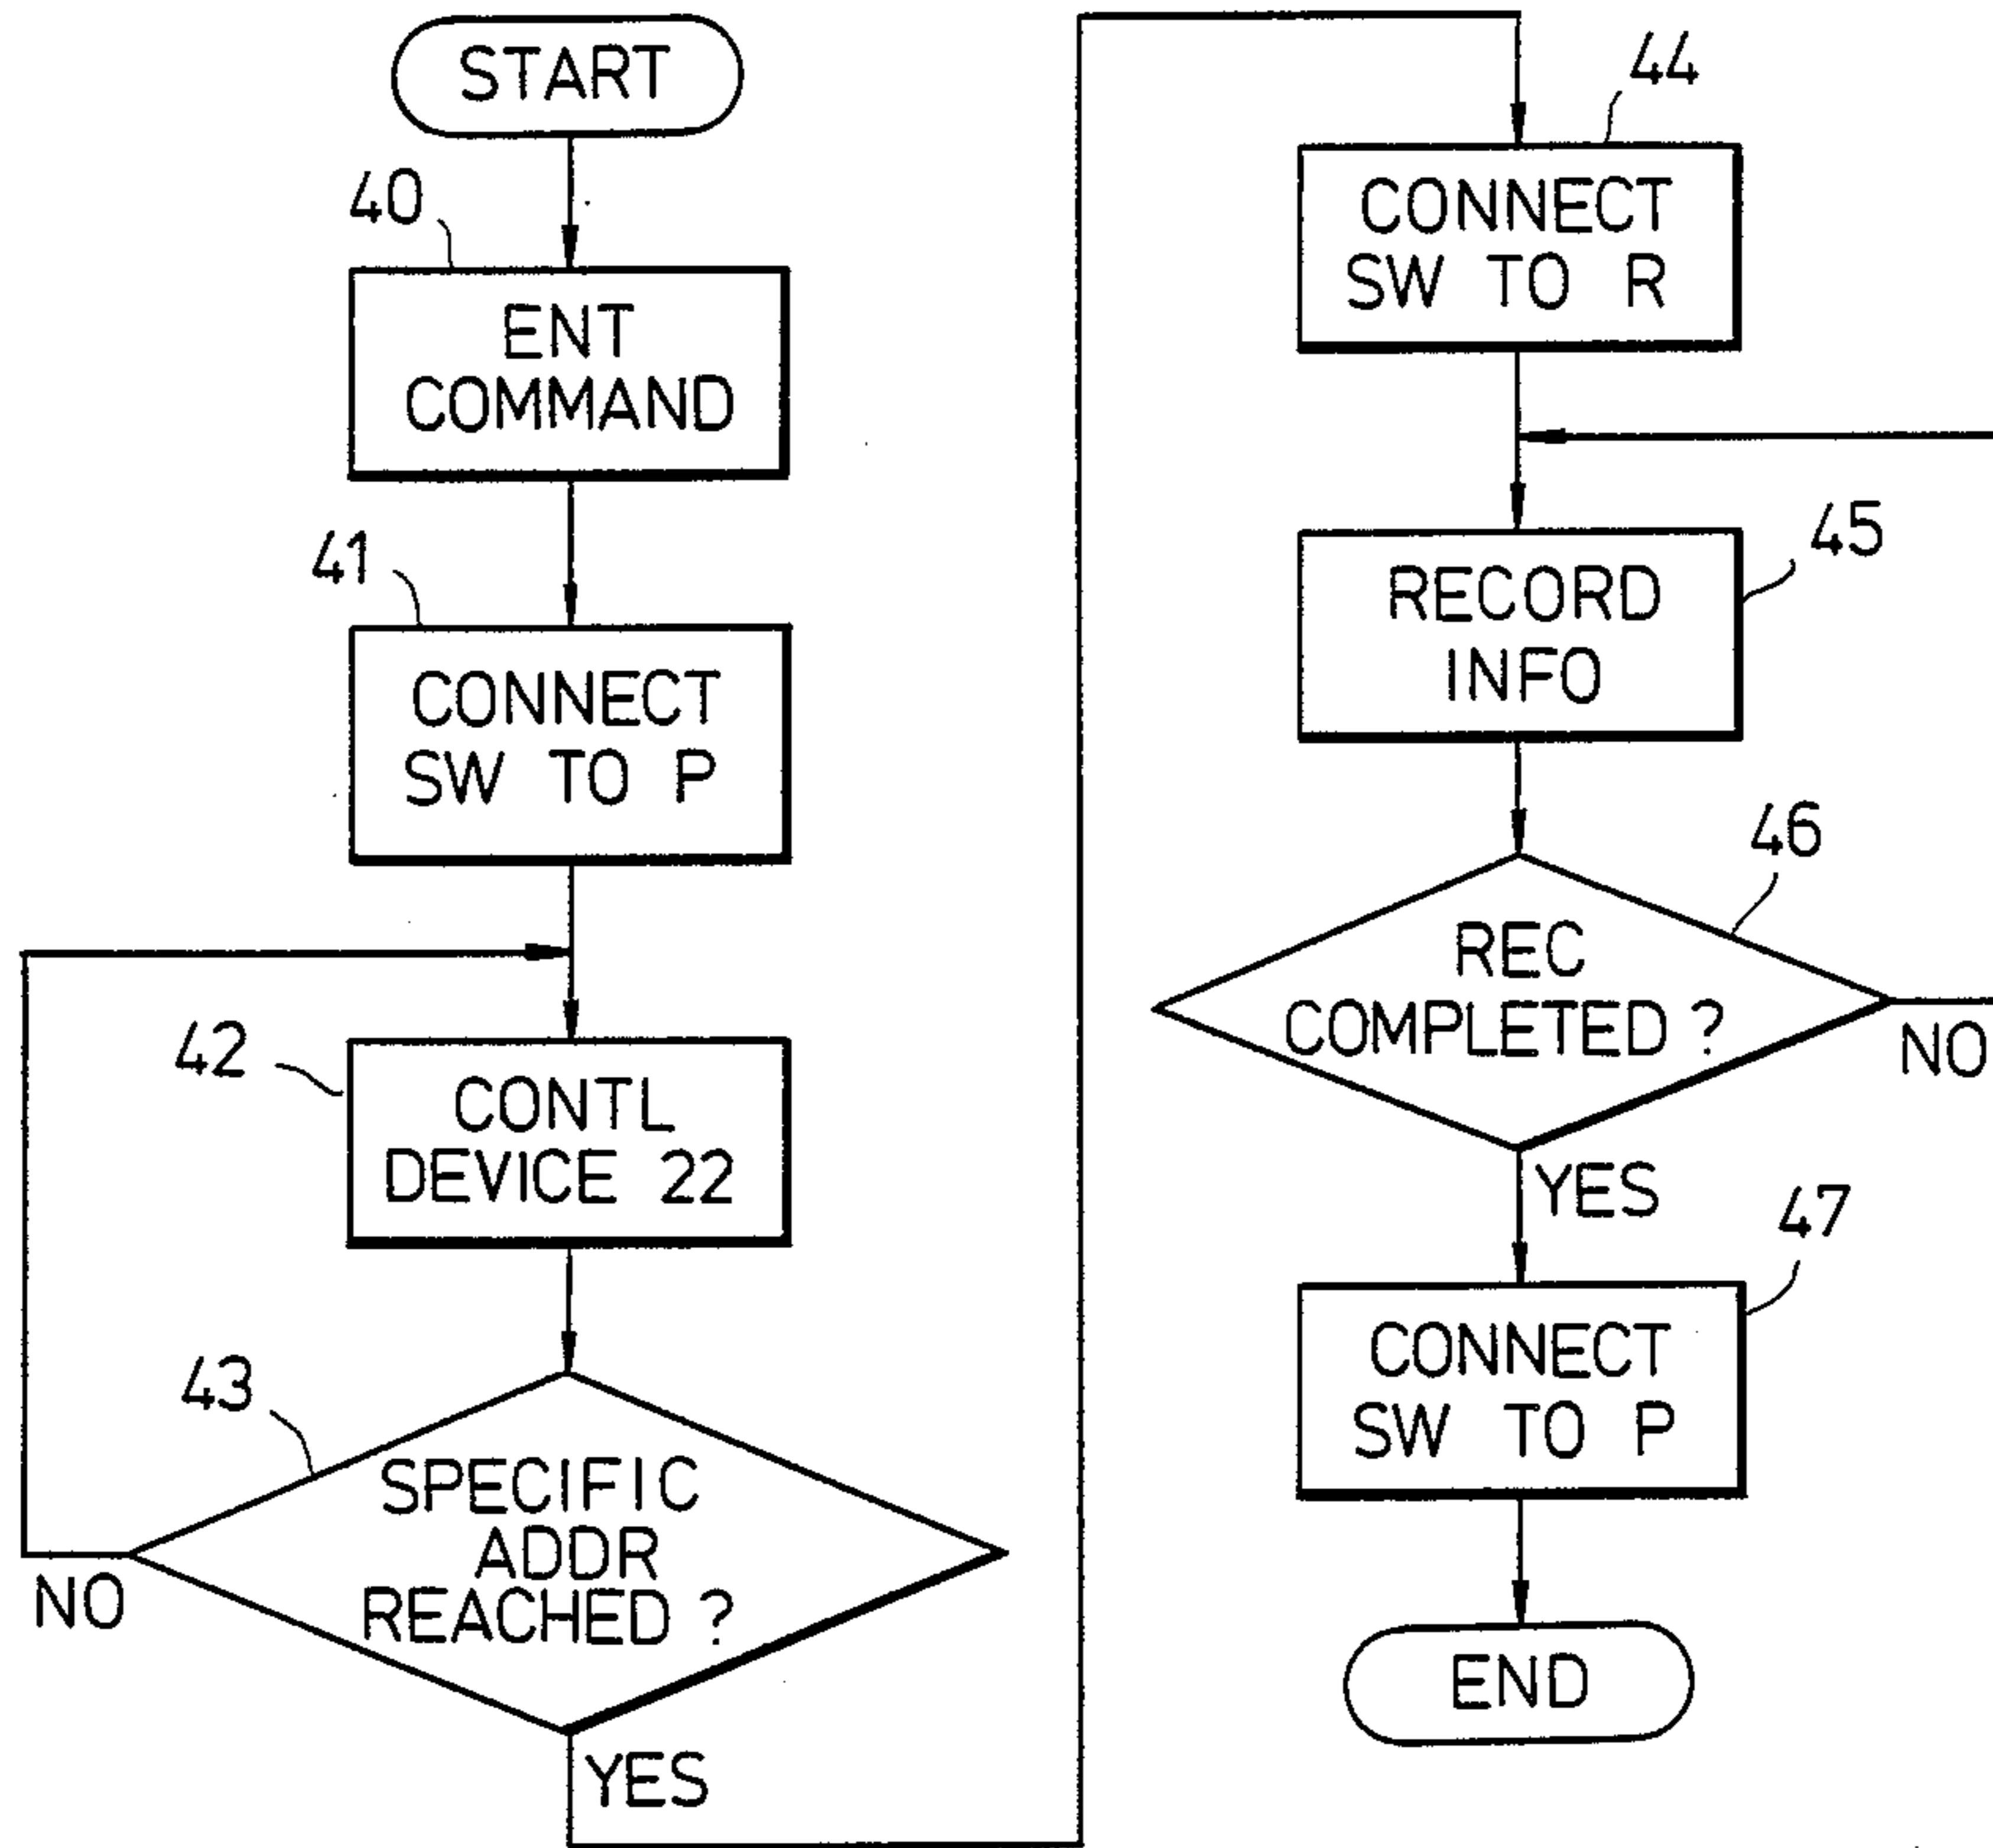 START
40
ENT
COMMAND
41
CONNECT
SW TO P
42
CONTL
DEVICE 22
43
SPECIFIC
ADDR
REACHED ?
NO
YES
44
CONNECT
SW TO R
45
RECORD
INFO
46
REC
COMPLETED ?
NO
YES
47
CONNECT
SW TO P
END